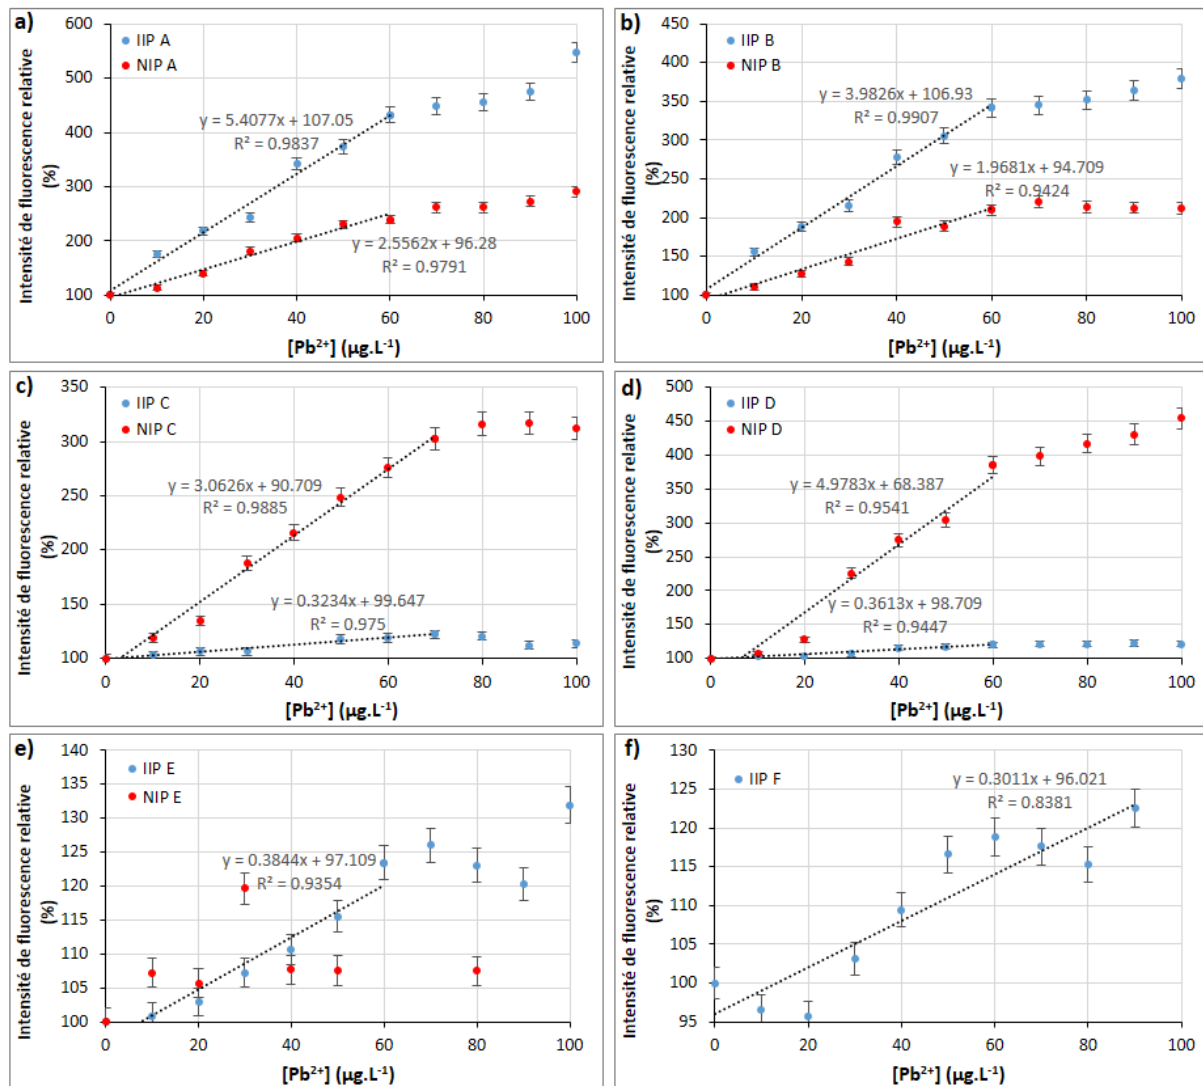 a)
IIP A
NIP A
y = 5.4077x + 107.05
R² = 0.9837
y = 2.5562x + 96.28
R² = 0.9791
600
500
400
300
200
100
0
20
40
60
80
100
Intensité de fluorescence relative
(%)
[Pb²⁺] (µg.L⁻¹)
b)
IIP B
NIP B
y = 3.9826x + 106.93
R² = 0.9907
y = 1.9681x + 94.709
R² = 0.9424
450
400
350
300
250
200
150
100
0
20
40
60
80
100
Intensité de fluorescence relative
(%)
[Pb²⁺] (µg.L⁻¹)
c)
IIP C
NIP C
y = 3.0626x + 90.709
R² = 0.9885
y = 0.3234x + 99.647
R² = 0.975
350
300
250
200
150
100
0
20
40
60
80
100
Intensité de fluorescence relative
(%)
[Pb²⁺] (µg.L⁻¹)
d)
IIP D
NIP D
y = 4.9783x + 68.387
R² = 0.9541
y = 0.3613x + 98.709
R² = 0.9447
500
450
400
350
300
250
200
150
100
0
20
40
60
80
100
Intensité de fluorescence relative
(%)
[Pb²⁺] (µg.L⁻¹)
e)
IIP E
NIP E
y = 0.3844x + 97.109
R² = 0.9354
140
135
130
125
120
115
110
105
100
0
20
40
60
80
100
Intensité de fluorescence relative
(%)
[Pb²⁺] (µg.L⁻¹)
f)
IIP F
y = 0.3011x + 96.021
R² = 0.8381
130
125
120
115
110
105
100
95
0
20
40
60
80
100
Intensité de fluorescence relative
(%)
[Pb²⁺] (µg.L⁻¹)